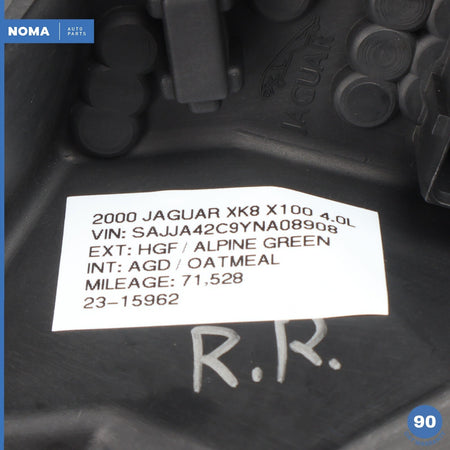 NOMA AUTO PARTS
JAGUAR
2000 JAGUAR XK8 X100 4.0L
VIN: SAJJA42C9YNA08908
EXT: HGF / ALPINE GREEN
INT: AGD / OATMEAL
MILEAGE: 71,528
23-15962
R.R.
90